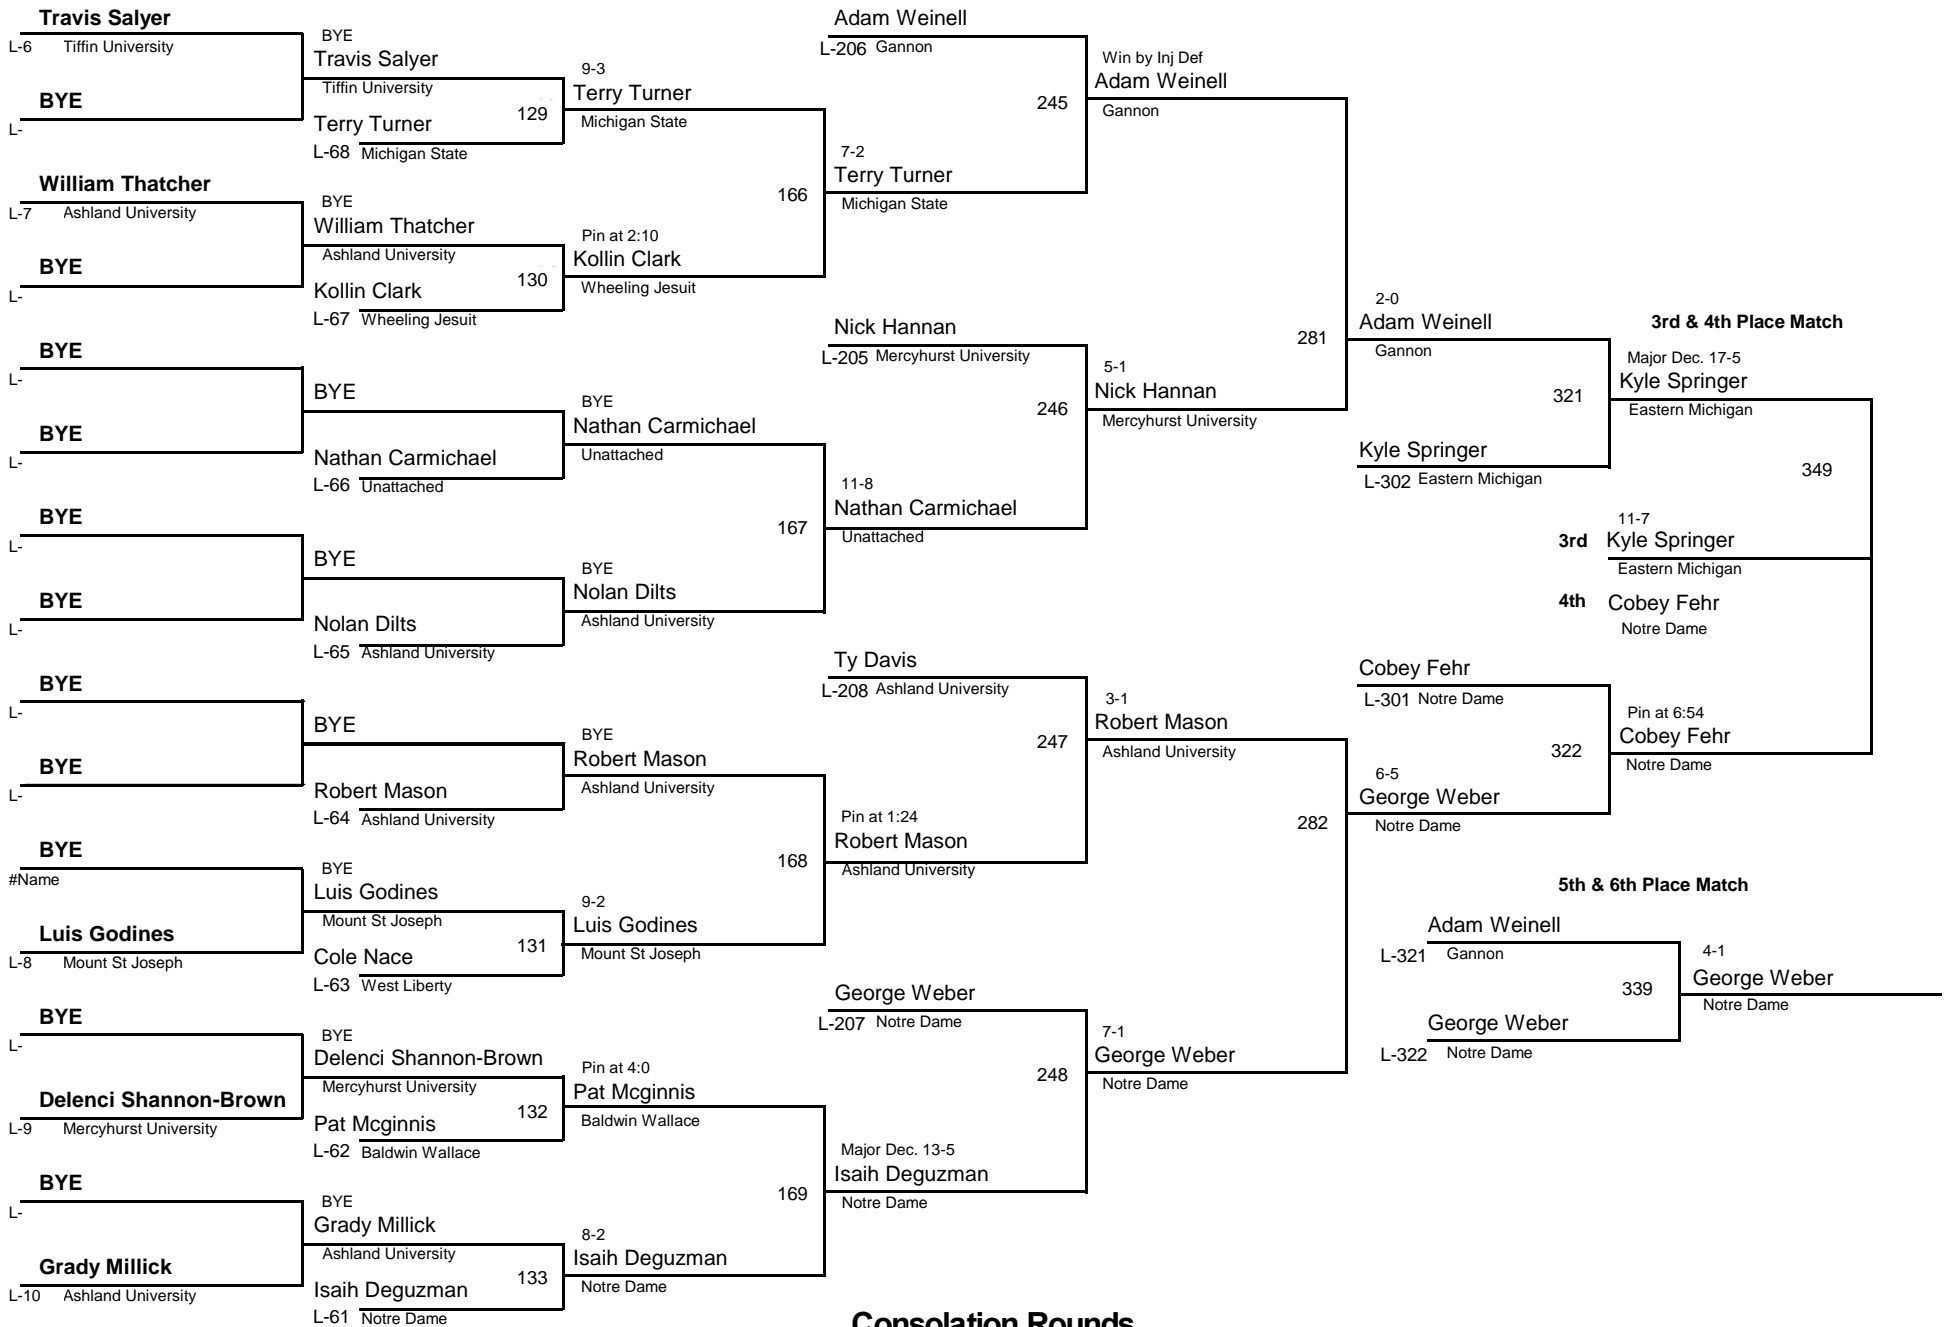 Travis Salyer
L-6 Tiffin University
BYE
L-
William Thatcher
L-7 Ashland University
BYE
L-
BYE
L-
BYE
L-
BYE
L-
BYE
L-
BYE
L-
BYE
L-
BYE
#Name
Luis Godines
L-8 Mount St Joseph
BYE
L-
Delenci Shannon-Brown
L-9 Mercyhurst University
BYE
L-
Grady Millick
L-10 Ashland University
BYE
Travis Salyer
Tiffin University
129
Terry Turner
L-68 Michigan State
BYE
William Thatcher
Ashland University
130
Kollin Clark
L-67 Wheeling Jesuit
BYE
Nathan Carmichael
L-66 Unattached
BYE
Nolan Dilts
L-65 Ashland University
BYE
Robert Mason
L-64 Ashland University
BYE
Luis Godines
Mount St Joseph
131
Cole Nace
L-63 West Liberty
BYE
Delenci Shannon-Brown
Mercyhurst University
132
Pat Mcginnis
L-62 Baldwin Wallace
BYE
Grady Millick
Ashland University
133
Isaih Deguzman
L-61 Notre Dame
9-3
Terry Turner
Michigan State
166
Pin at 2:10
Kollin Clark
Wheeling Jesuit
BYE
Nathan Carmichael
Unattached
167
BYE
Nolan Dilts
Ashland University
BYE
Robert Mason
Ashland University
168
9-2
Luis Godines
Mount St Joseph
Pin at 4:0
Pat Mcginnis
Baldwin Wallace
169
8-2
Isaih Deguzman
Notre Dame
Adam Weinell
L-206 Gannon
245
7-2
Terry Turner
Michigan State
Nick Hannan
L-205 Mercyhurst University
246
11-8
Nathan Carmichael
Unattached
Ty Davis
L-208 Ashland University
247
Pin at 1:24
Robert Mason
Ashland University
George Weber
L-207 Notre Dame
248
Major Dec. 13-5
Isaih Deguzman
Notre Dame
Win by Inj Def
Adam Weinell
Gannon
281
5-1
Nick Hannan
Mercyhurst University
3-1
Robert Mason
Ashland University
282
7-1
George Weber
Notre Dame
2-0
Adam Weinell
Gannon
321
Kyle Springer
L-302 Eastern Michigan
Cobey Fehr
L-301 Notre Dame
322
6-5
George Weber
Notre Dame
3rd & 4th Place Match
Major Dec. 17-5
Kyle Springer
Eastern Michigan
349
11-7
3rd Kyle Springer
Eastern Michigan
4th Cobey Fehr
Notre Dame
Pin at 6:54
Cobey Fehr
Notre Dame
5th & 6th Place Match
Adam Weinell
L-321 Gannon
339
George Weber
L-322 Notre Dame
4-1
George Weber
Notre Dame
Consolation Rounds